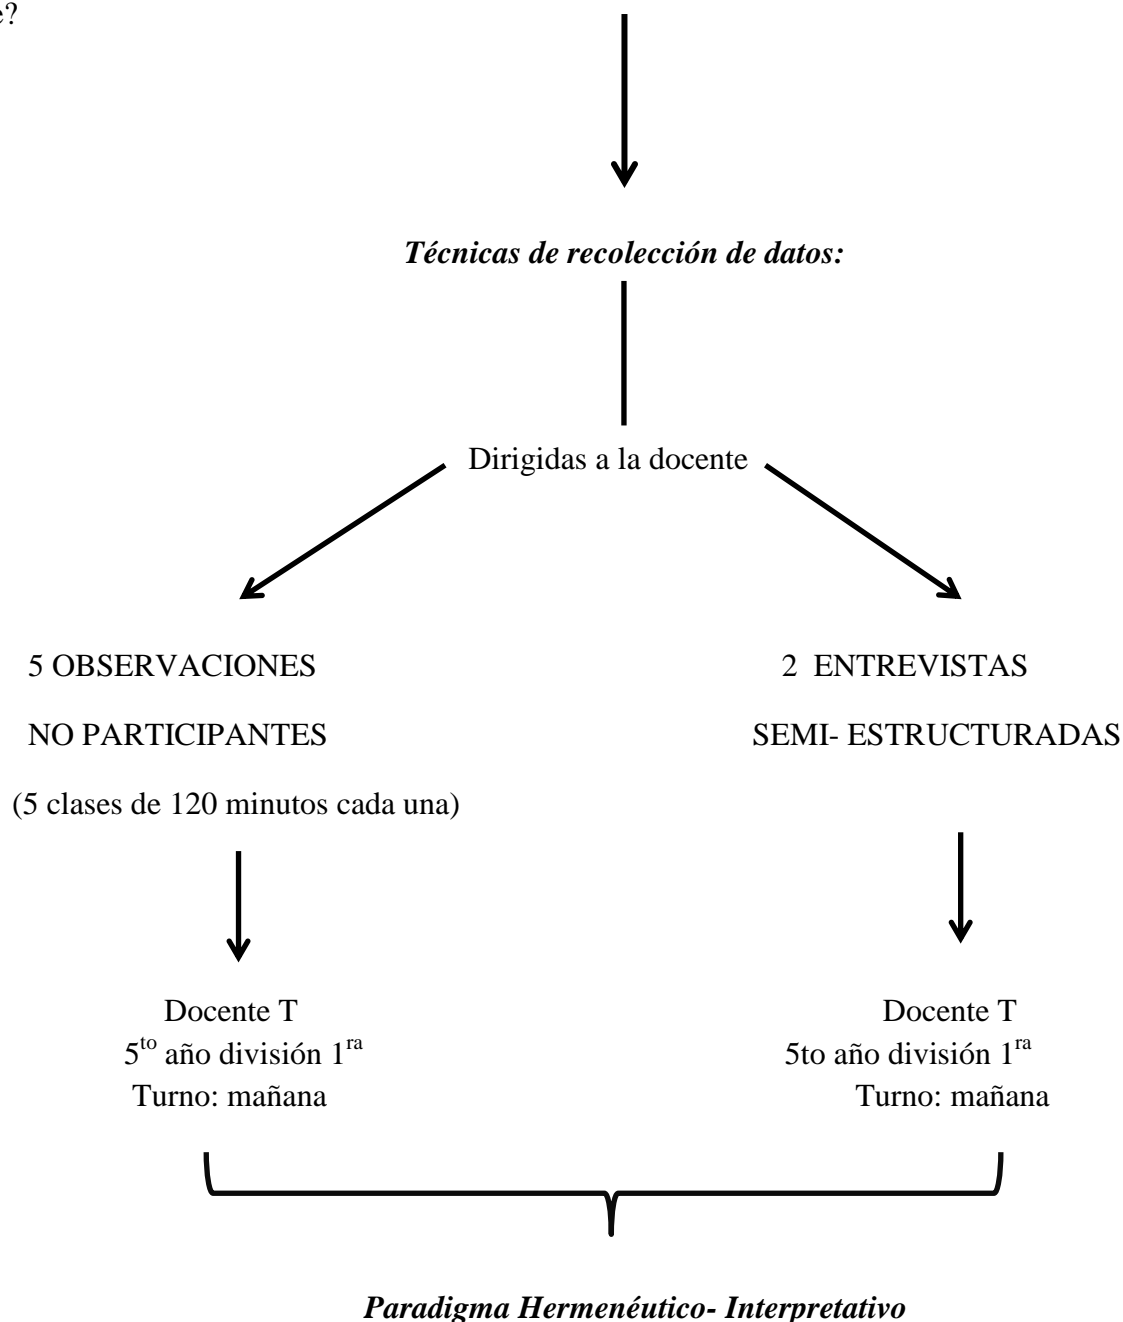 e?
Técnicas de recolección de datos:
Dirigidas a la docente
5 OBSERVACIONES
NO PARTICIPANTES
(5 clases de 120 minutos cada una)
2 ENTREVISTAS
SEMI- ESTRUCTURADAS
Docente T
5to año división 1ra
Turno: mañana
Docente T
5to año división 1ra
Turno: mañana
Paradigma Hermenéutico- Interpretativo